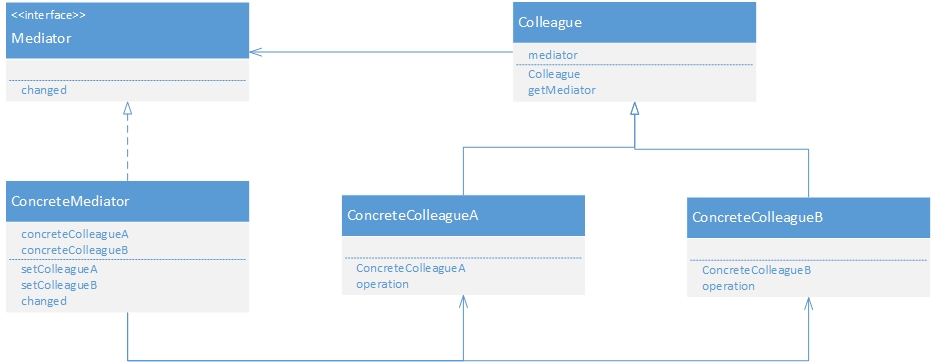 <<interface>>
Mediator
changed
Colleague
mediator
Colleague
getMediator
ConcreteMediator
concreteColleagueA
concreteColleagueB
setColleagueA
setColleagueB
changed
ConcreteColleagueA
ConcreteColleagueA
operation
ConcreteColleagueB
ConcreteColleagueB
operation